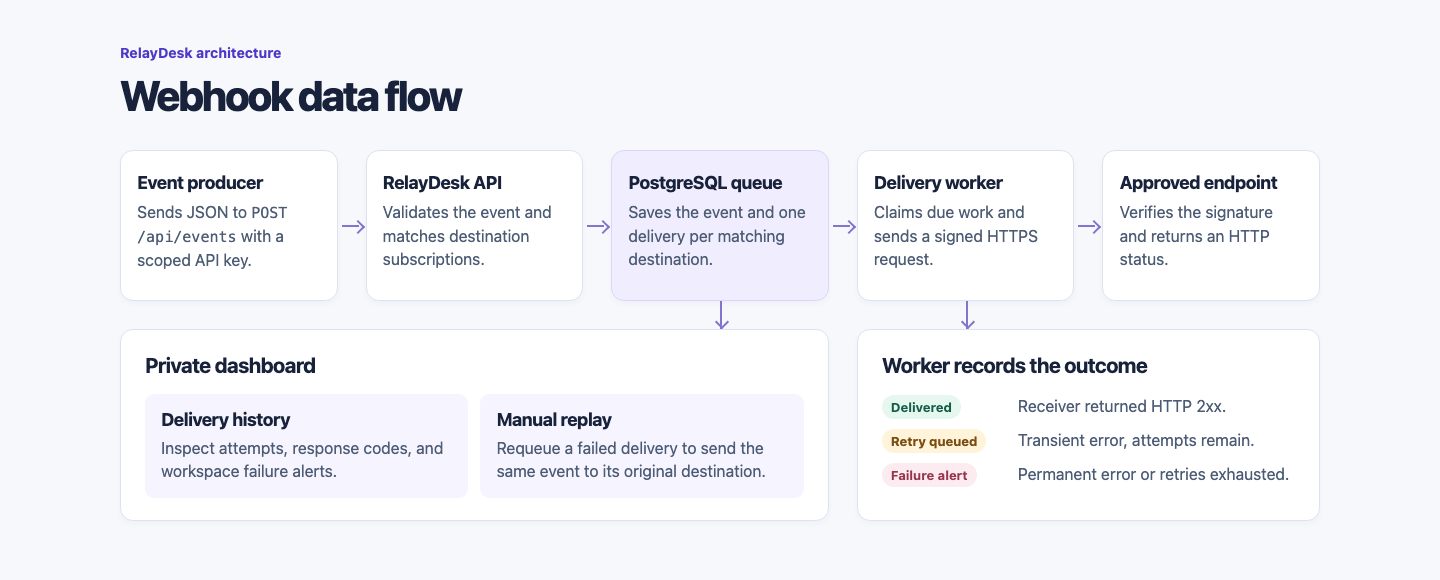 RelayDesk architecture
Webhook data flow
Event producer
Sends JSON to POST
/api/events with a
scoped API key.
RelayDesk API
Validates the event and
matches destination
subscriptions.
PostgreSQL queue
Saves the event and one
delivery per matching
destination.
Delivery worker
Claims due work and
sends a signed HTTPS
request.
Approved endpoint
Verifies the signature
and returns an HTTP
status.
Private dashboard
Delivery history
Inspect attempts, response codes, and
workspace failure alerts.
Manual replay
Requeue a failed delivery to send the
same event to its original destination.
Worker records the outcome
Delivered Receiver returned HTTP 2xx.
Retry queued Transient error, attempts remain.
Failure alert Permanent error or retries exhausted.